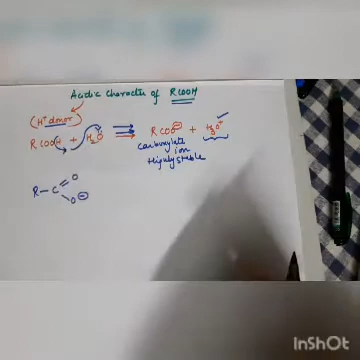 Acidic character of RCOOH
(H⁺ donor)
RCOOH + H₂O ⇌ RCOO⊖ + H₃O⁺
Carboxylate
ion
Highly stable
R—C
O
O⊖
InShOt